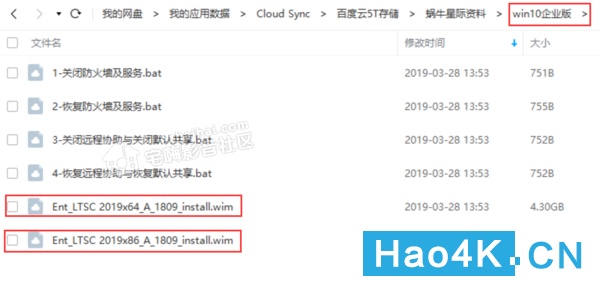 我的网盘 > 我的应用数据 > Cloud Sync > 百度云5T存储 > 蜗牛星际资料 > win10企业版 >
文件名 修改时间 大小
1-关闭防火墙及服务.bat 2019-03-28 13:53 751B
2-恢复防火墙及服务.bat 2019-03-28 13:53 755B
3-关闭远程协助与关闭默认共享.bat 2019-03-28 13:53 752B
4-恢复远程协助与恢复默认共享.bat 2019-03-28 13:53 752B
Ent_LTSC 2019x64_A_1809_install.wim 2019-03-28 13:53 4.30GB
Ent_LTSC 2019x86_A_1809_install.wim
Hao4K.CN